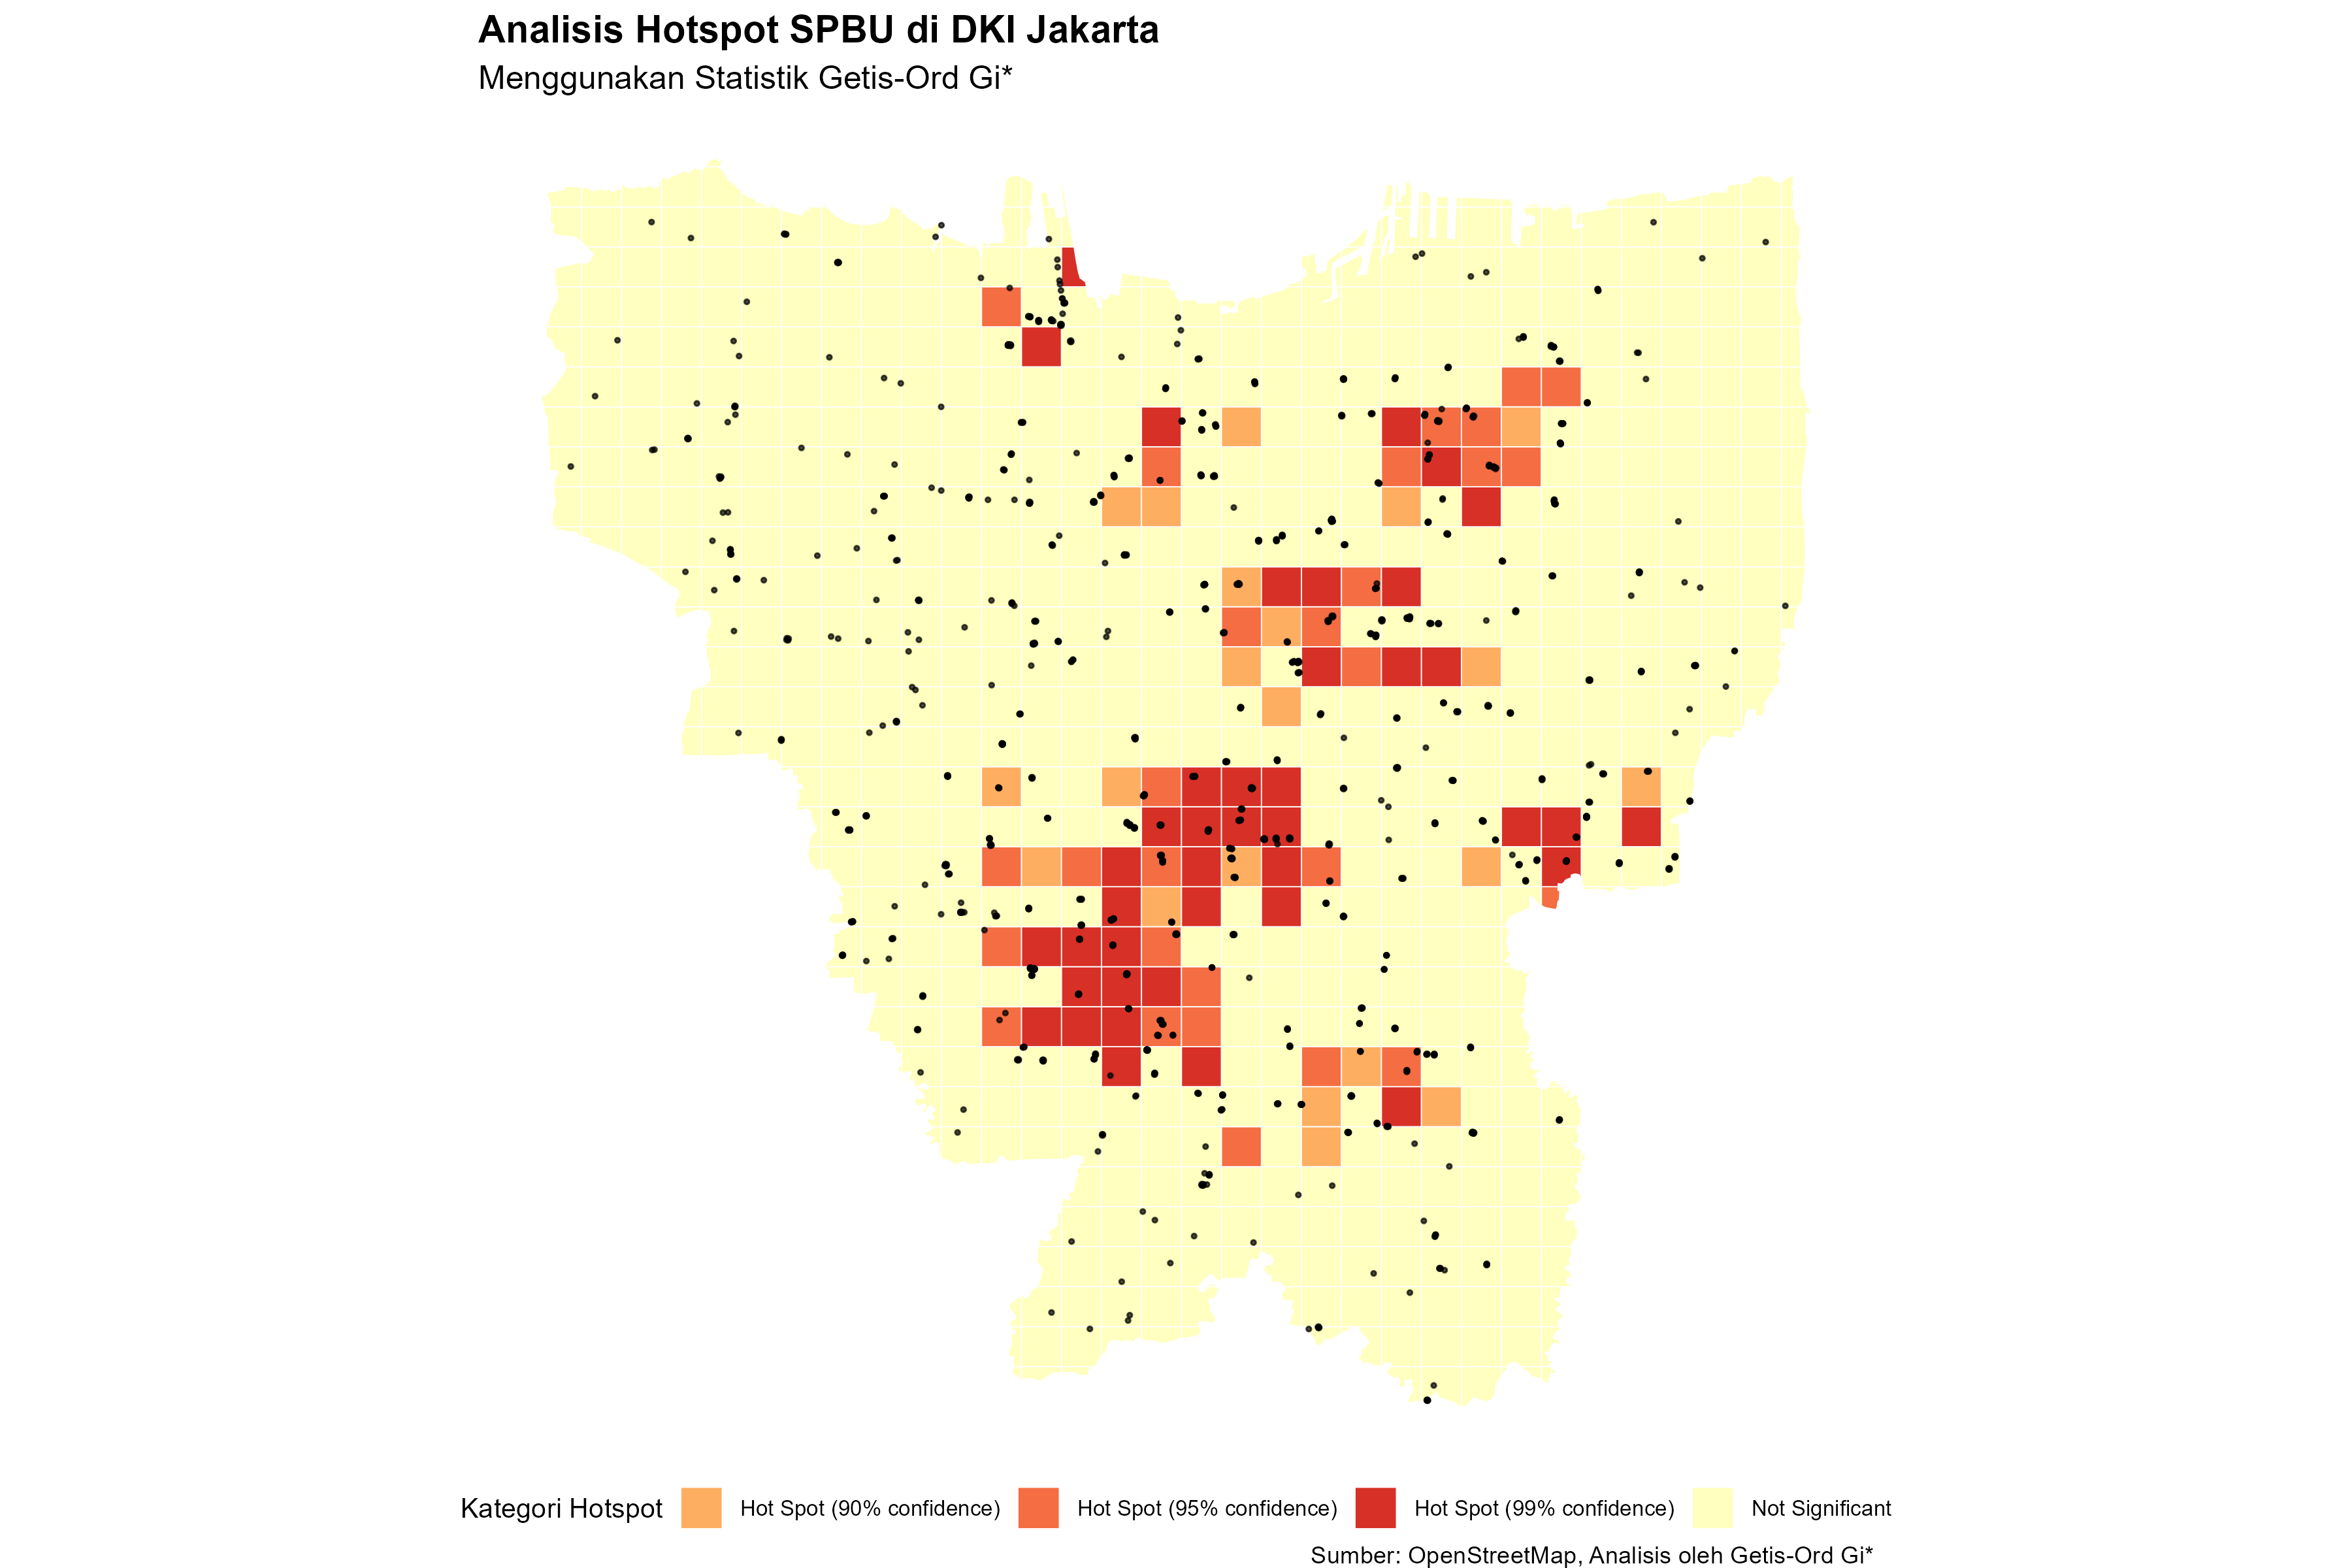 Analisis Hotspot SPBU di DKI Jakarta
Menggunakan Statistik Getis-Ord Gi*
Kategori Hotspot
Hot Spot (90% confidence)
Hot Spot (95% confidence)
Hot Spot (99% confidence)
Not Significant
Sumber: OpenStreetMap, Analisis oleh Getis-Ord Gi*